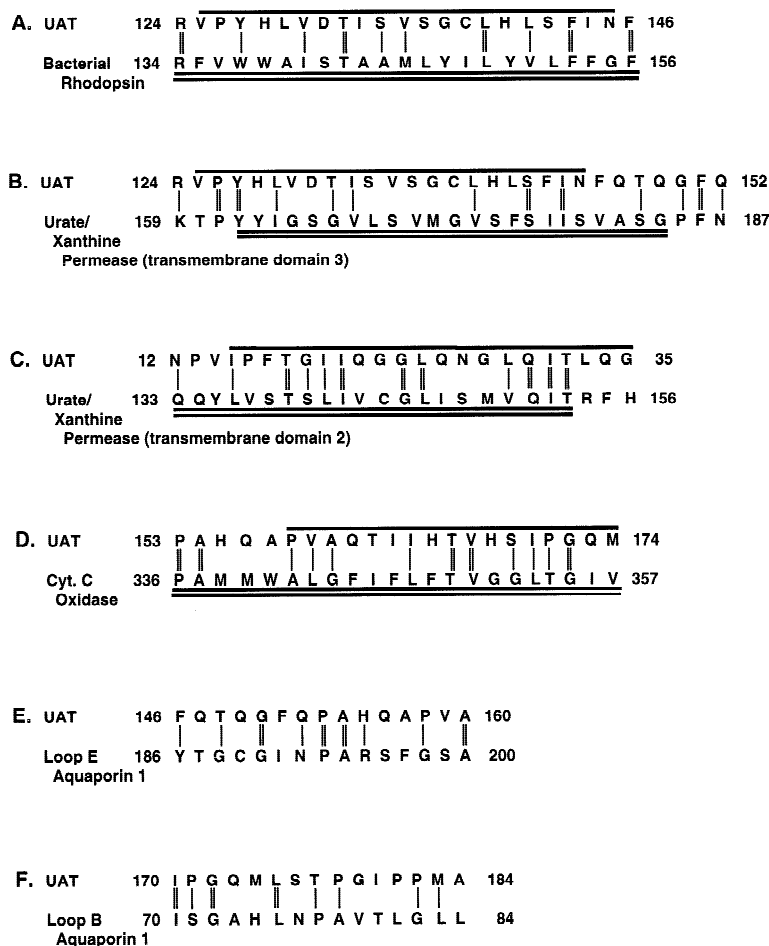 A. UAT 124 R V P Y H L V D T I S V S G C L H L S F I N F 146
Bacterial 134 R F V W W A I S T A A M L Y I L Y V L F F G F 156
Rhodopsin
B. UAT 124 R V P Y H L V D T I S V S G C L H L S F I N F Q T Q G F Q 152
Urate/ 159 K T P Y Y I G S G V L S V M G V S F S I I S V A S G P F N 187
Xanthine
Permease (transmembrane domain 3)
C. UAT 12 N P V I P F T G I I Q G G L Q N G L Q I T L Q G 35
Urate/ 133 Q Q Y L V S T S L I V C G L I S M V Q I T R F H 156
Xanthine
Permease (transmembrane domain 2)
D. UAT 153 P A H Q A P V A Q T I I H T V H S I P G Q M 174
Cyt. C 336 P A M M W A L G F I F L F T V G G L T G I V 357
Oxidase
E. UAT 146 F Q T Q G F Q P A H Q A P V A 160
Loop E 186 Y T G C G I N P A R S F G S A 200
Aquaporin 1
F. UAT 170 I P G Q M L S T P G I P P M A 184
Loop B 70 I S G A H L N P A V T L G L L 84
Aquaporin 1